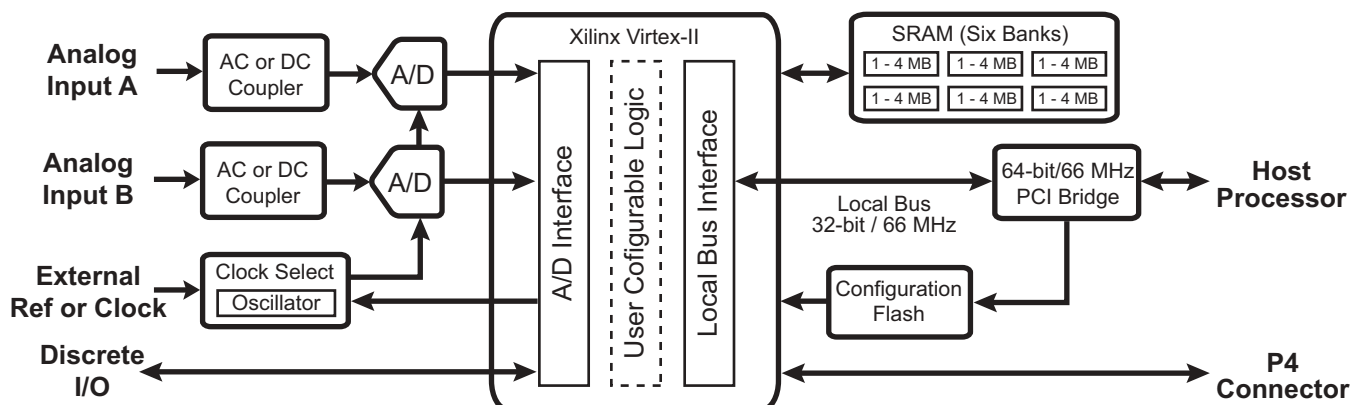 Analog
Input A
AC or DC
Coupler
A/D
Analog
Input B
AC or DC
Coupler
A/D
External
Ref or Clock
Clock Select
Oscillator
Discrete
I/O
Xilinx Virtex-II
A/D Interface
User Cofigurable Logic
Local Bus Interface
SRAM (Six Banks)
1 - 4 MB
1 - 4 MB
1 - 4 MB
1 - 4 MB
1 - 4 MB
1 - 4 MB
Local Bus
32-bit / 66 MHz
64-bit/66 MHz
PCI Bridge
Host
Processor
Configuration
Flash
P4
Connector